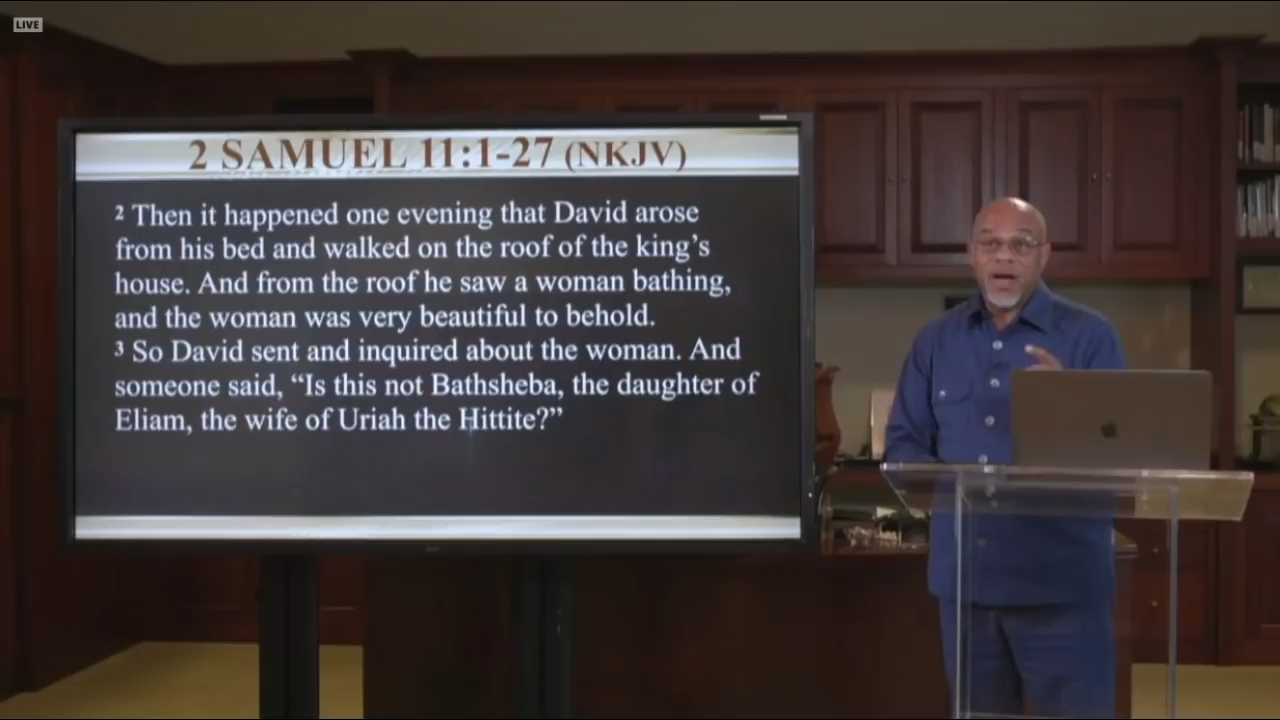 LIVE
2 SAMUEL 11:1-27 (NKJV)
2 Then it happened one evening that David arose
from his bed and walked on the roof of the king’s
house. And from the roof he saw a woman bathing,
and the woman was very beautiful to behold.
3 So David sent and inquired about the woman. And
someone said, “Is this not Bathsheba, the daughter of
Eliam, the wife of Uriah the Hittite?”